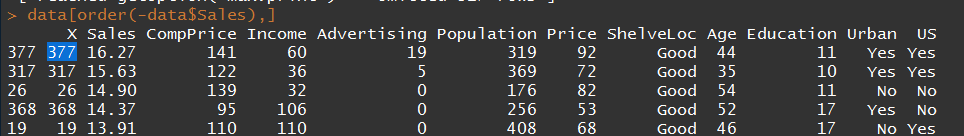 > data[order(-data$Sales),]
X Sales CompPrice Income Advertising Population Price ShelveLoc Age Education Urban US
377 377 16.27 141 60 19 319 92 Good 44 11 Yes Yes
317 317 15.63 122 36 5 369 72 Good 35 10 Yes Yes
26 26 14.90 139 32 0 176 82 Good 54 11 No No
368 368 14.37 95 106 0 256 53 Good 52 17 Yes No
19 19 13.91 110 110 0 408 68 Good 46 17 No Yes